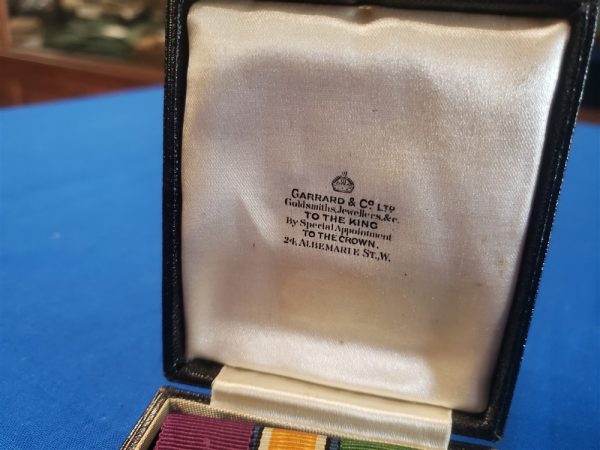 GARRARD & Cº LTD
Goldsmiths, Jewellers, &c.
TO THE KING
By Special Appointment
TO THE CROWN.
24, ALBEMARLE ST., W.